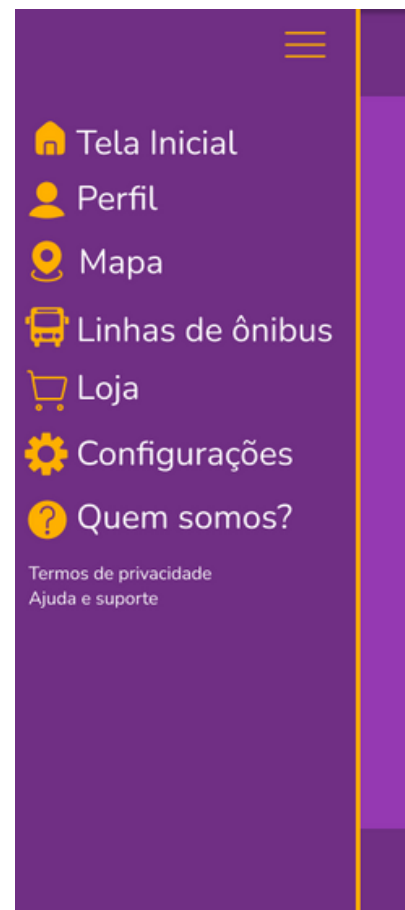 Tela Inicial
Perfil
Mapa
Linhas de ônibus
Loja
Configurações
Quem somos?
Termos de privacidade
Ajuda e suporte